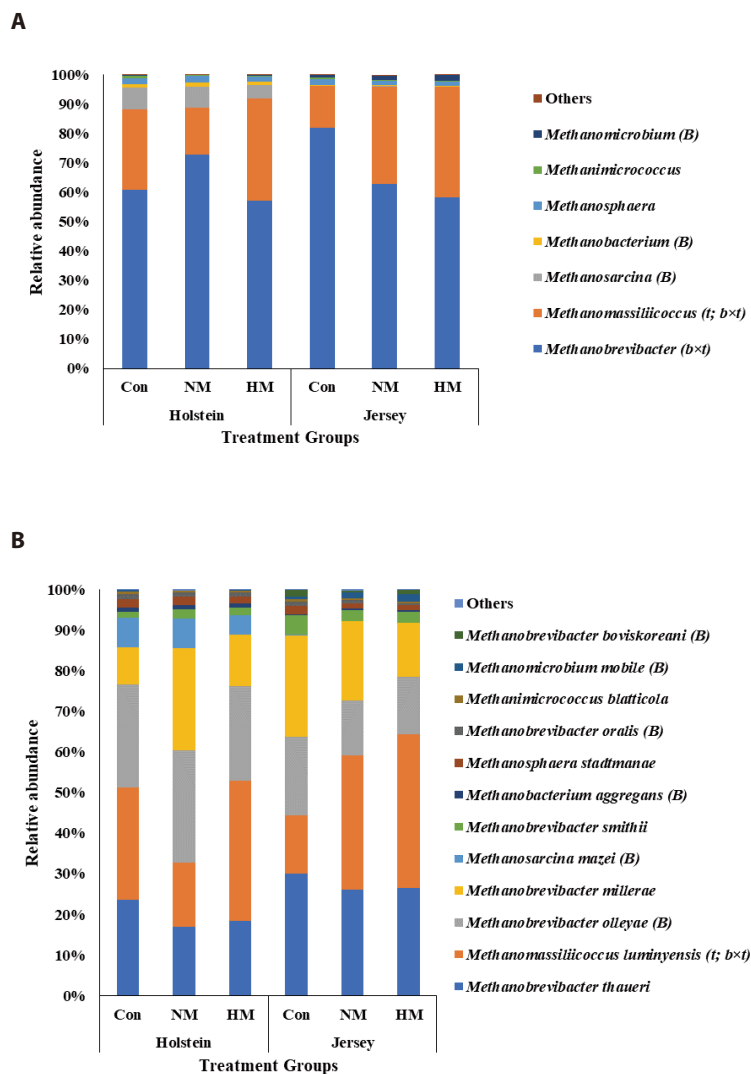 A
100%
90%
80%
70%
60%
50%
40%
30%
20%
10%
0%
Relative abundance
Con NM HM Con NM HM
Holstein Jersey
Treatment Groups
Others
Methanomicrobium (B)
Methanimicrococcus
Methanosphaera
Methanobacterium (B)
Methanosarcina (B)
Methanomassiliicoccus (t; b×t)
Methanobrevibacter (b×t)
B
100%
90%
80%
70%
60%
50%
40%
30%
20%
10%
0%
Relative abundance
Con NM HM Con NM HM
Holstein Jersey
Treatment Groups
Others
Methanobrevibacter boviskoreani (B)
Methanomicrobium mobile (B)
Methanimicrococcus blatticola
Methanobrevibacter oralis (B)
Methanosphaera stadtmanae
Methanobacterium aggregans (B)
Methanobrevibacter smithii
Methanosarcina mazei (B)
Methanobrevibacter millerae
Methanobrevibacter olleyae (B)
Methanomassiliicoccus luminyensis (t; b×t)
Methanobrevibacter thaueri